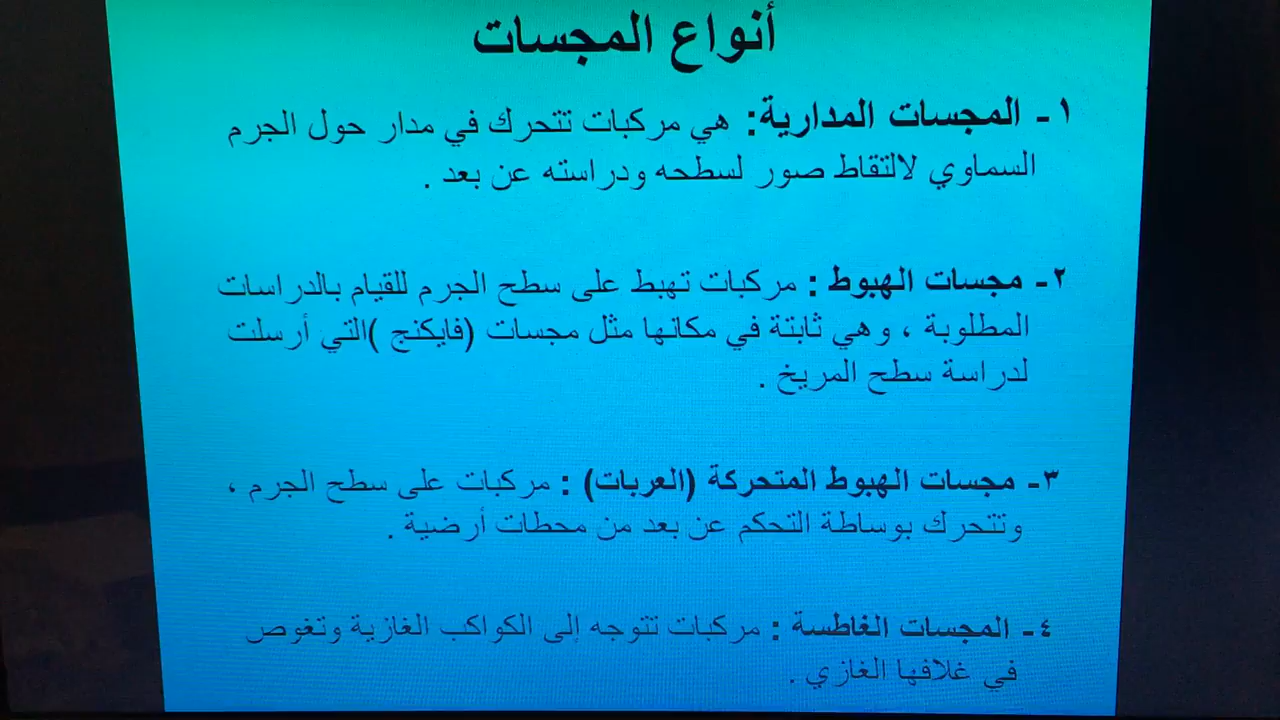 أنواع المجسات
١- المجسات المدارية: هي مركبات تتحرك في مدار حول الجرم
السماوي لالتقاط صور لسطحه ودراسته عن بعد .
٢- مجسات الهبوط : مركبات تهبط على سطح الجرم للقيام بالدراسات
المطلوبة ، وهي ثابتة في مكانها مثل مجسات (فايكنج )التي أرسلت
لدراسة سطح المريخ .
٣- مجسات الهبوط المتحركة (العربات) : مركبات على سطح الجرم ،
وتتحرك بوساطة التحكم عن بعد من محطات أرضية .
٤- المجسات الغاطسة : مركبات تتوجه إلى الكواكب الغازية وتغوص
في غلافها الغازي .